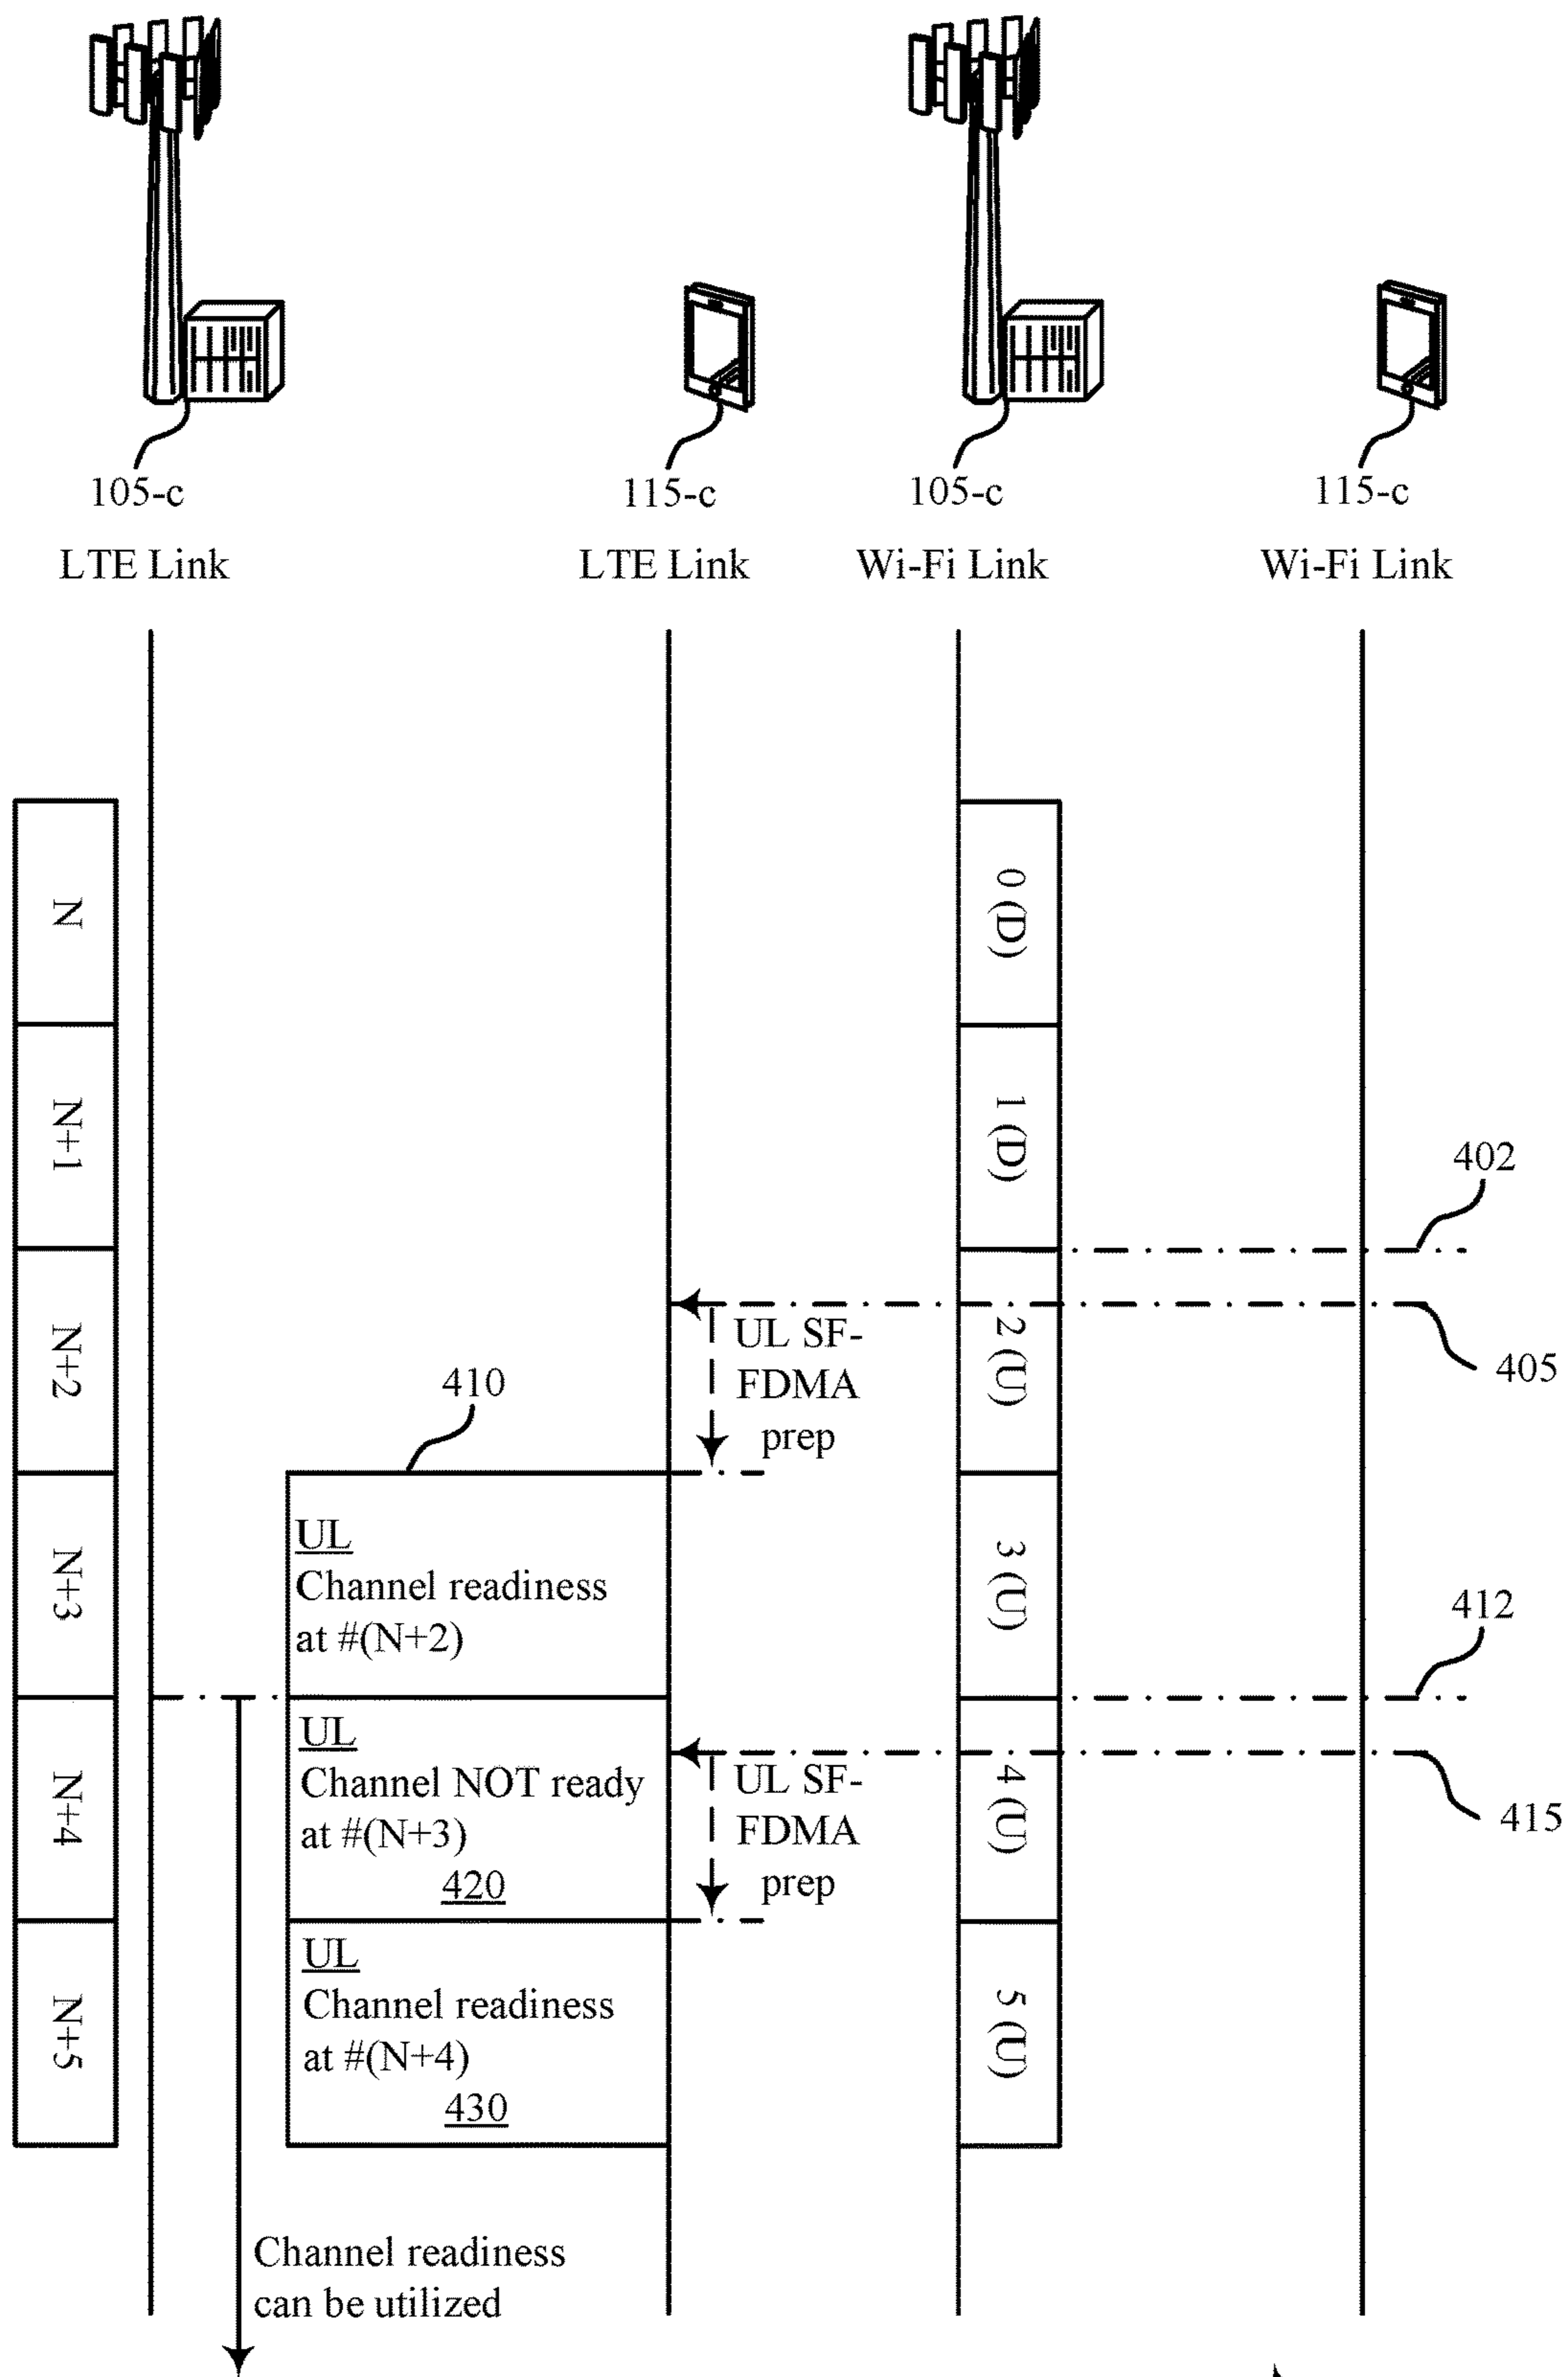 105-c
115-c
105-c
115-c
LTE Link
LTE Link
Wi-Fi Link
Wi-Fi Link
N
0 (D)
N+1
1 (D)
402
N+2
2 (U)
UL SF-
FDMA
prep
405
410
N+3
UL
Channel readiness
at #(N+2)
3 (U)
412
N+4
UL
Channel NOT ready
at #(N+3)
420
UL SF-
FDMA
prep
4 (U)
415
N+5
UL
Channel readiness
at #(N+4)
430
5 (U)
Channel readiness
can be utilized